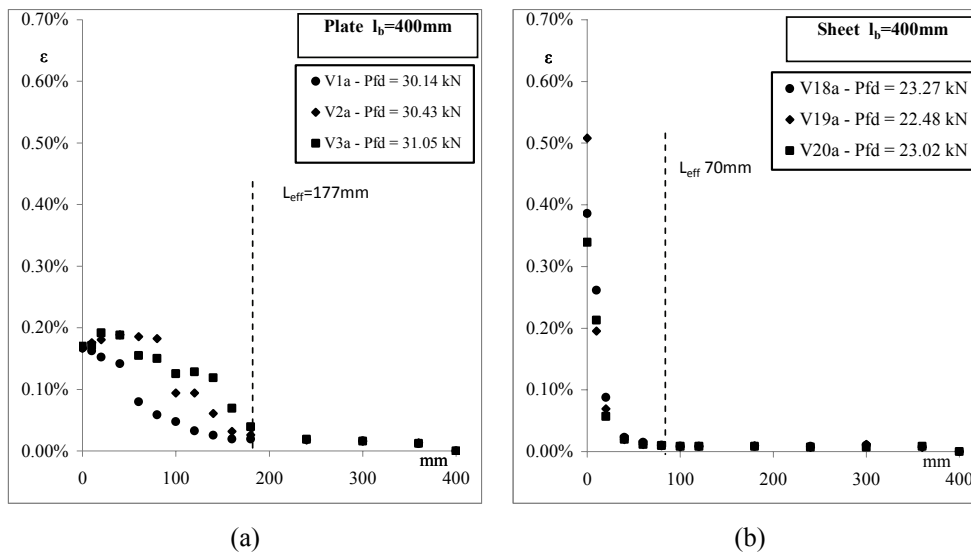 0.70%
0.60%
0.50%
0.40%
0.30%
0.20%
0.10%
0.00%
ε
Plate l_b=400mm
V1a - Pfd = 30.14 kN
V2a - Pfd = 30.43 kN
V3a - Pfd = 31.05 kN
L_eff=177mm
mm
0 100 200 300 400
(a)
0.70%
0.60%
0.50%
0.40%
0.30%
0.20%
0.10%
0.00%
ε
Sheet l_b=400mm
V18a - Pfd = 23.27 kN
V19a - Pfd = 22.48 kN
V20a - Pfd = 23.02 kN
L_eff 70mm
mm
0 100 200 300 400
(b)